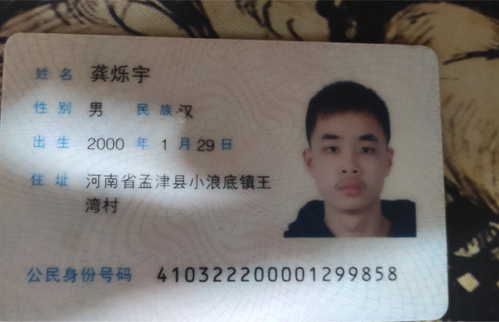 姓名 龚烁宇
性别 男 民族 汉
出生 2000 年 1 月 29 日
住址 河南省孟津县小浪底镇王
湾村
公民身份号码 410322200001299858